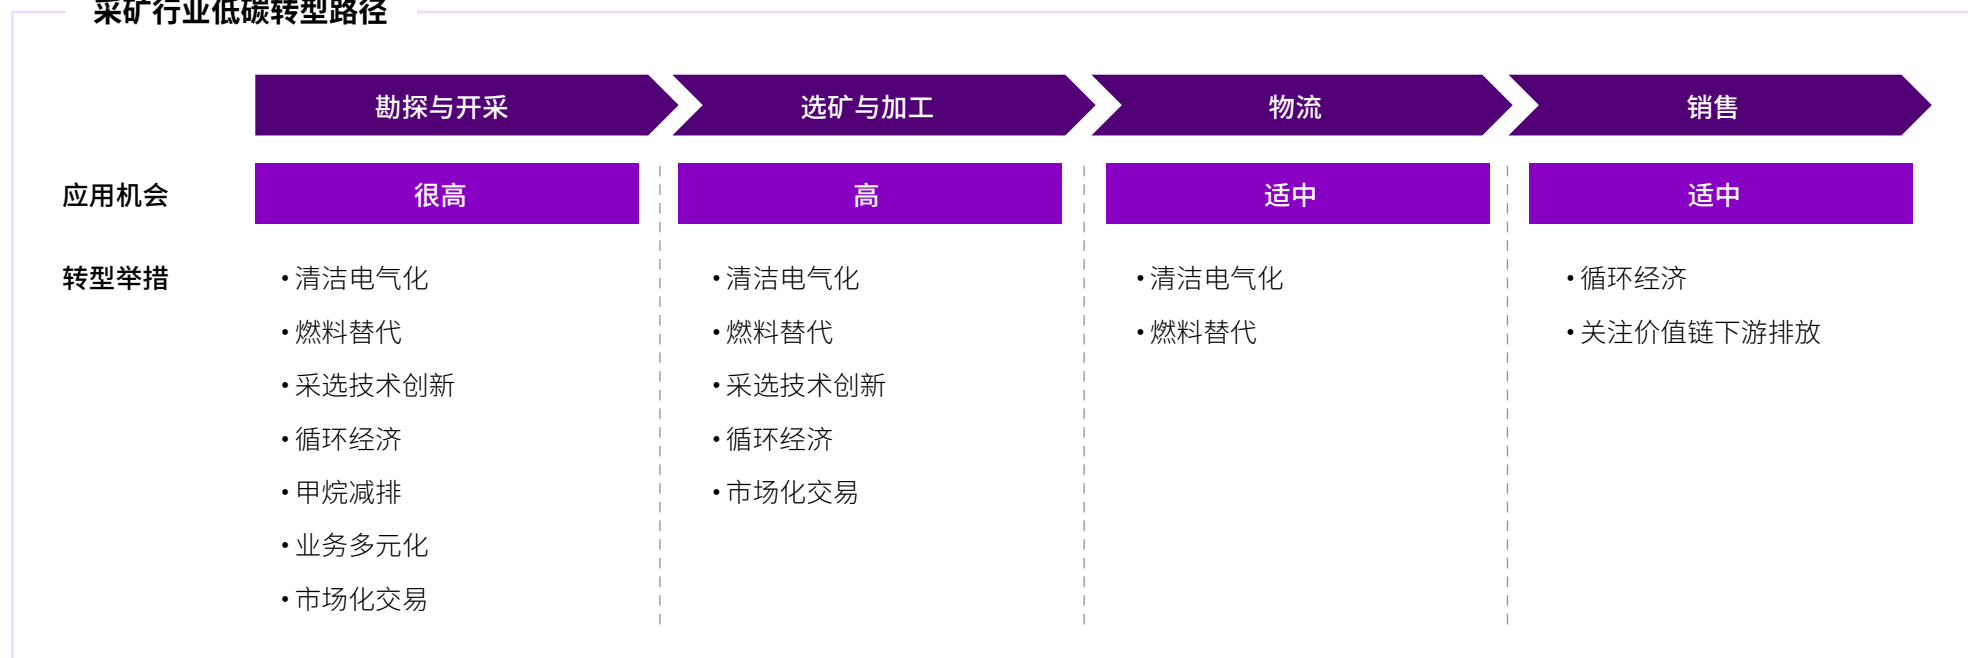 采矿行业低碳转型路径
勘探与开采
选矿与加工
物流
销售
应用机会
很高
高
适中
适中
转型举措
• 清洁电气化
• 燃料替代
• 采选技术创新
• 循环经济
• 甲烷减排
• 业务多元化
• 市场化交易
• 清洁电气化
• 燃料替代
• 采选技术创新
• 循环经济
• 市场化交易
• 清洁电气化
• 燃料替代
• 循环经济
• 关注价值链下游排放